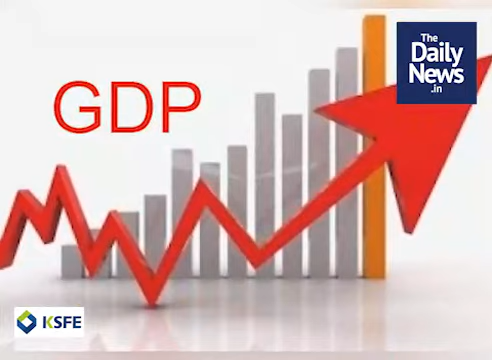 GDP
The
Daily
News
.in
KSFE